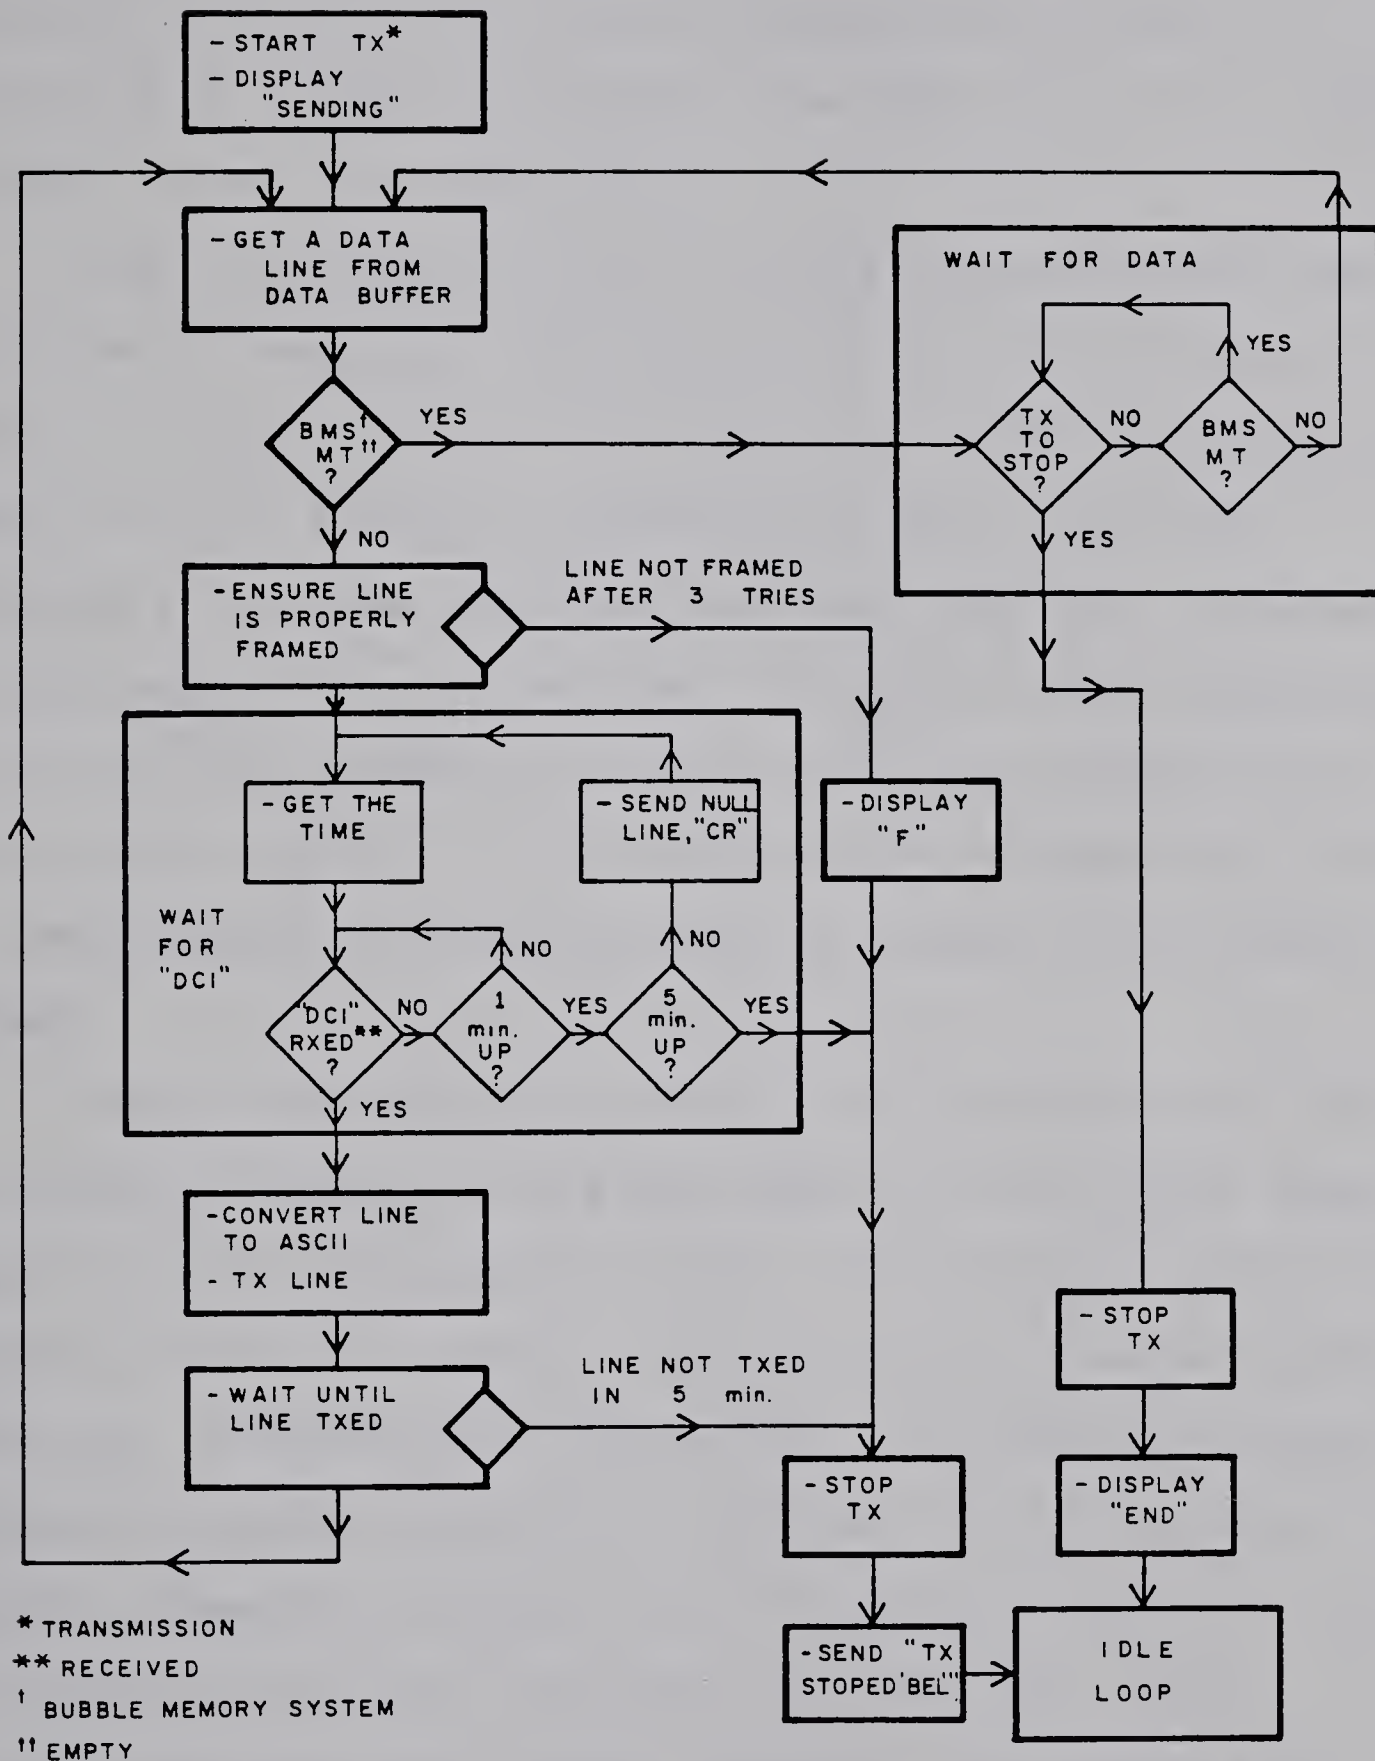 - START TX*
- DISPLAY
"SENDING"
- GET A DATA
LINE FROM
DATA BUFFER
WAIT FOR DATA
BMS†
MT††
?
YES
NO
TX
TO
STOP
?
NO
YES
BMS
MT
?
YES
NO
- ENSURE LINE
IS PROPERLY
FRAMED
LINE NOT FRAMED
AFTER 3 TRIES
- GET THE
TIME
- SEND NULL
LINE, "CR"
- DISPLAY
"F"
WAIT
FOR
"DCI"
"DCI"
RXED**
?
NO
YES
1
min.
UP
?
NO
YES
5
min.
UP
?
NO
YES
- CONVERT LINE
TO ASCII
- TX LINE
- WAIT UNTIL
LINE TXED
LINE NOT TXED
IN 5 min.
- STOP
TX
- STOP
TX
- DISPLAY
"END"
- SEND "TX
STOPED 'BEL'"
IDLE
LOOP
* TRANSMISSION
** RECEIVED
† BUBBLE MEMORY SYSTEM
†† EMPTY